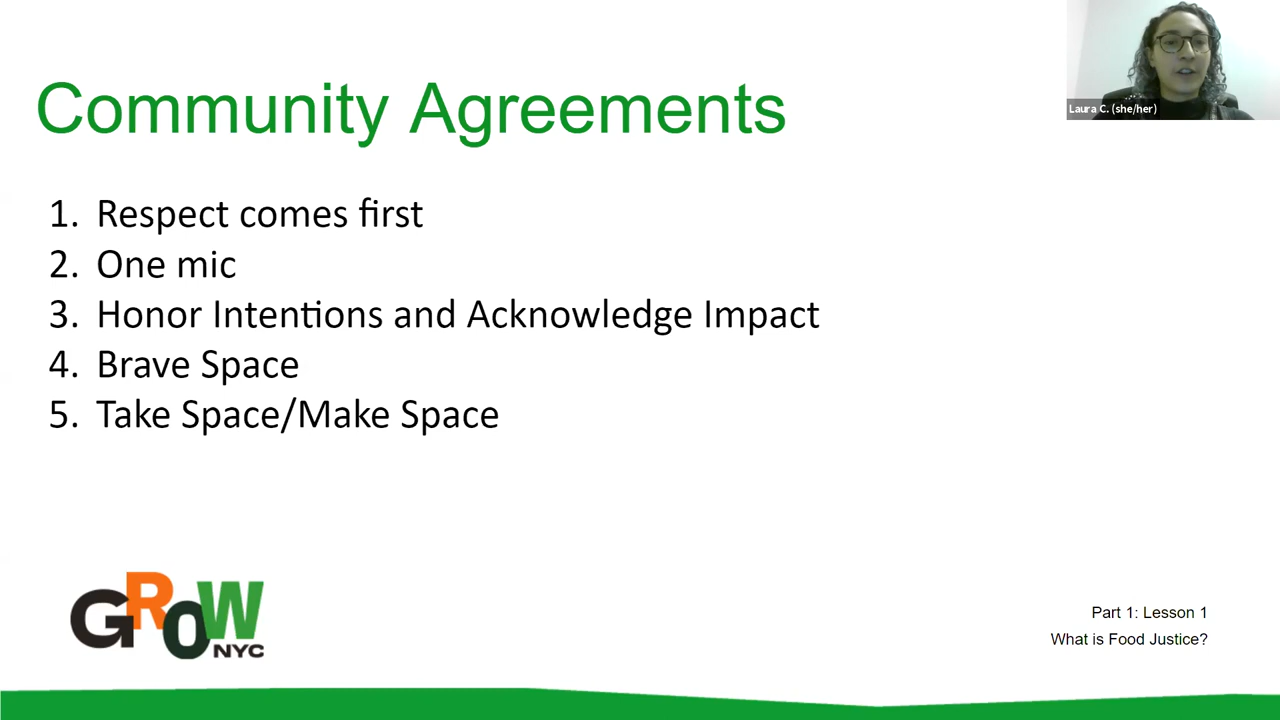 Community Agreements
Laura C. (she/her)
1. Respect comes first
2. One mic
3. Honor Intentions and Acknowledge Impact
4. Brave Space
5. Take Space/Make Space
GROW
NYC
Part 1: Lesson 1
What is Food Justice?